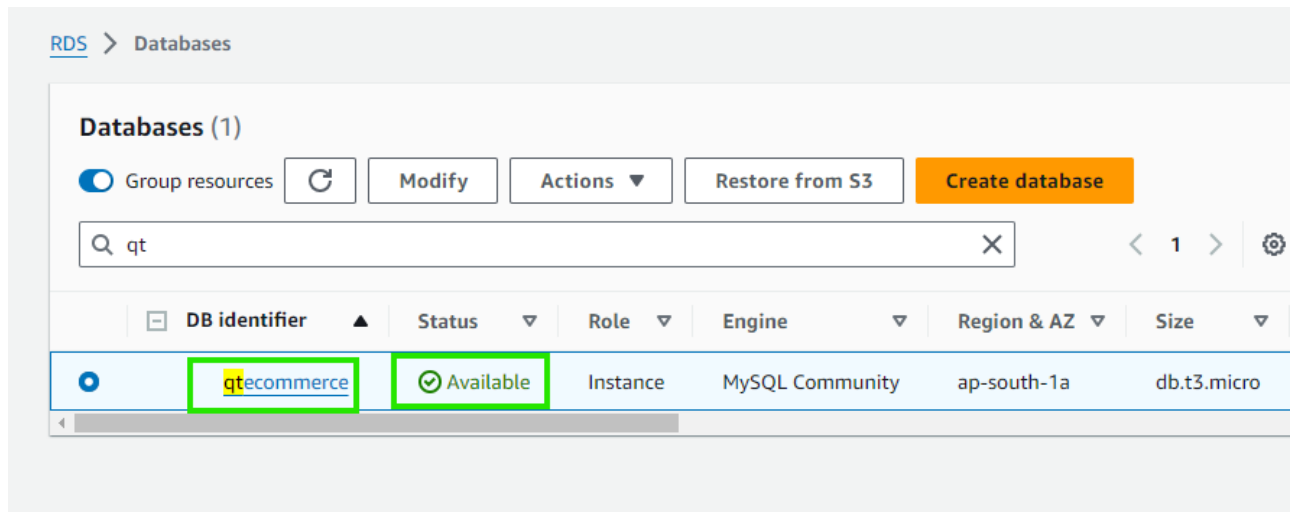 RDS > Databases
Databases (1)
Group resources Modify Actions Restore from S3 Create database
qt
1
DB identifier Status Role Engine Region & AZ Size
qtecommerce Available Instance MySQL Community ap-south-1a db.t3.micro